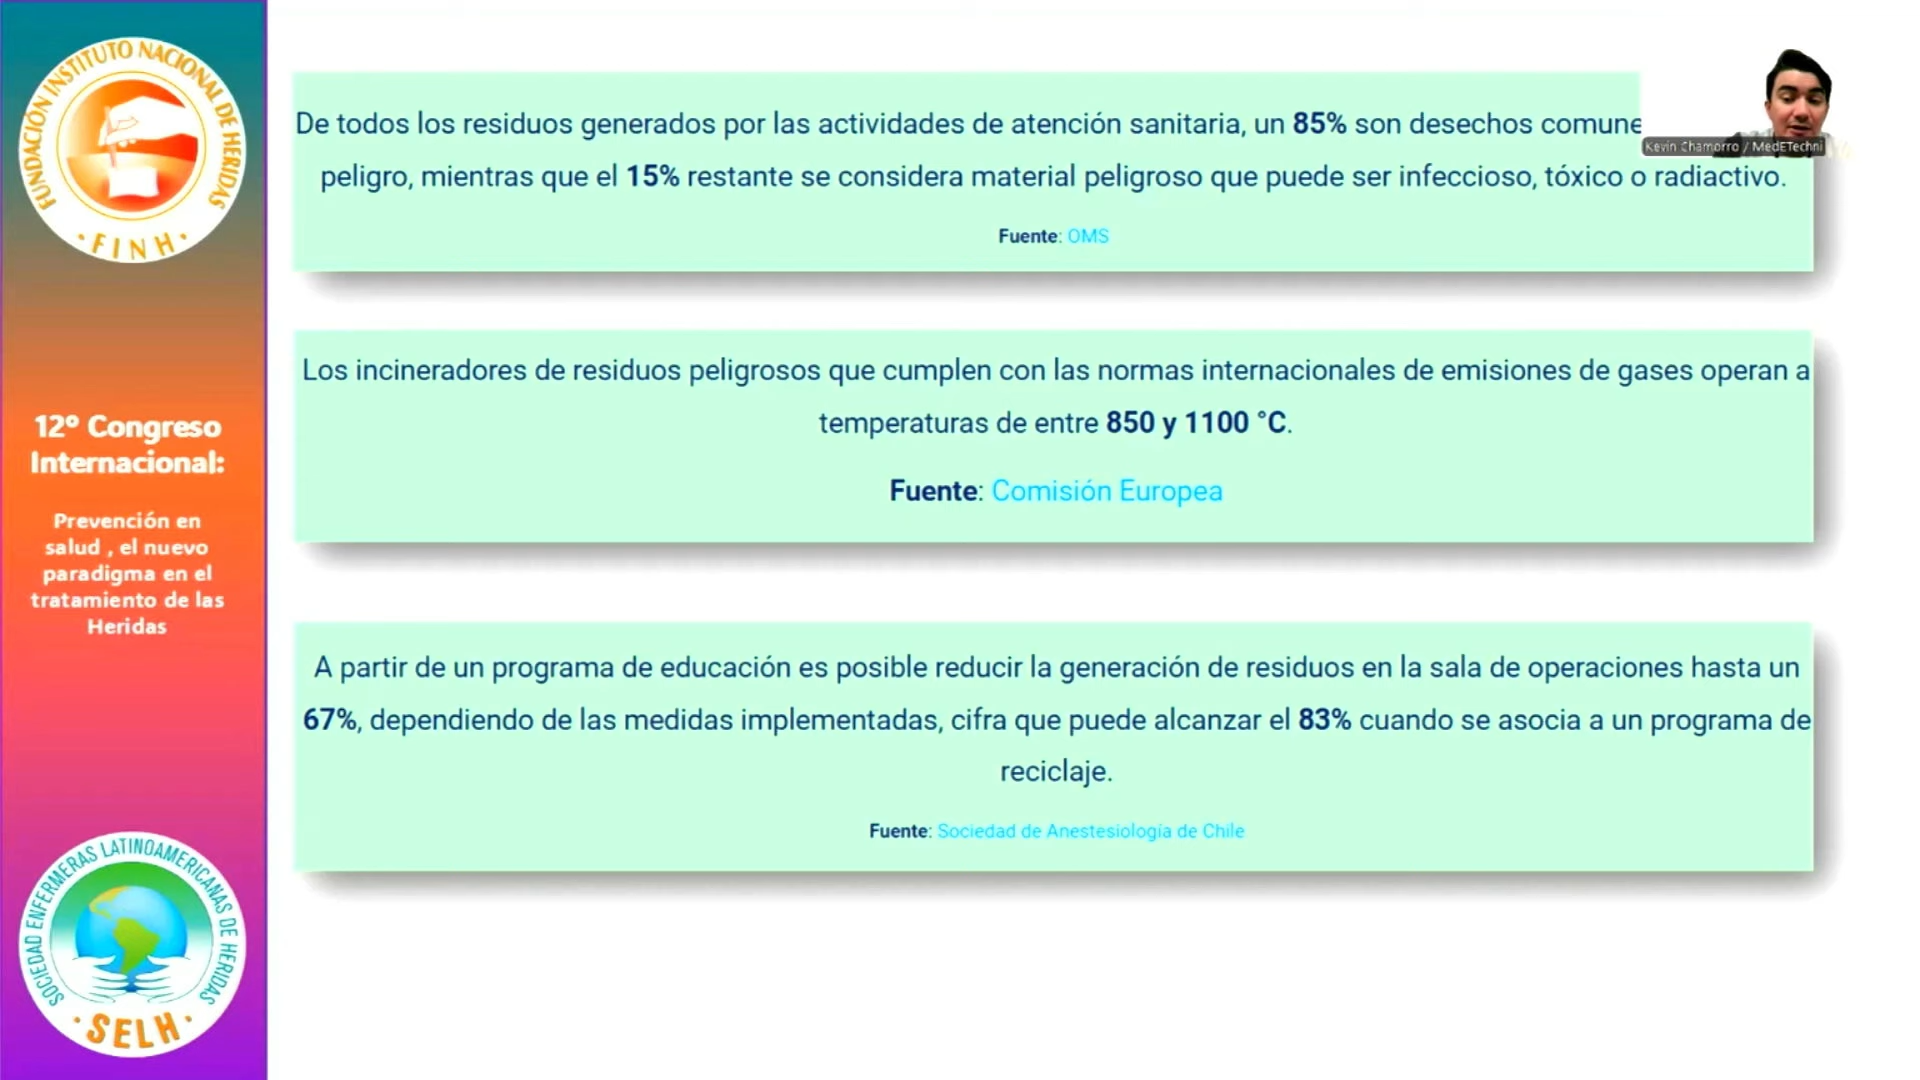 FUNDACIÓN INSTITUTO NACIONAL DE HERIDAS
· FINH ·
12º Congreso
Internacional:
Prevención en
salud , el nuevo
paradigma en el
tratamiento de las
Heridas
SOCIEDAD ENFERMERAS LATINOAMERICANAS DE HERIDAS
· SELH ·
De todos los residuos generados por las actividades de atención sanitaria, un 85% son desechos comune
peligro, mientras que el 15% restante se considera material peligroso que puede ser infeccioso, tóxico o radiactivo.
Fuente: OMS
Kevin Chamorro / MedETechni
Los incineradores de residuos peligrosos que cumplen con las normas internacionales de emisiones de gases operan a
temperaturas de entre 850 y 1100 °C.
Fuente: Comisión Europea
A partir de un programa de educación es posible reducir la generación de residuos en la sala de operaciones hasta un
67%, dependiendo de las medidas implementadas, cifra que puede alcanzar el 83% cuando se asocia a un programa de
reciclaje.
Fuente: Sociedad de Anestesiología de Chile